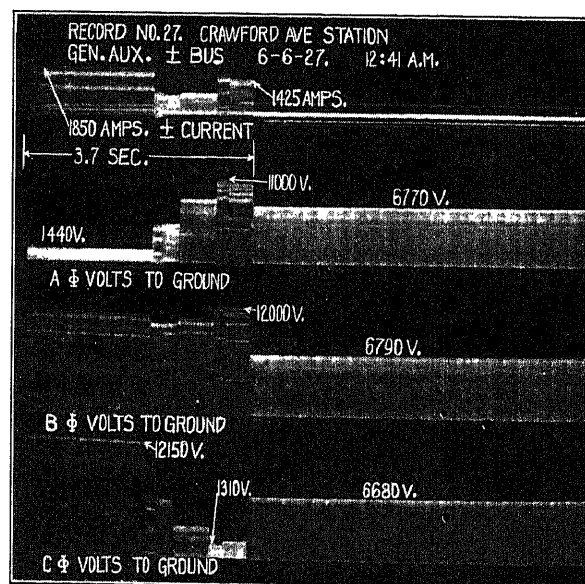 RECORD NO.27. CRAWFORD AVE STATION
GEN. AUX. ± BUS 6-6-27. 12:41 A.M.
1425 AMPS.
1850 AMPS. ± CURRENT
3.7 SEC.
11000 V.
6770 V.
1440 V.
A Φ VOLTS TO GROUND
12000 V.
6790 V.
B Φ VOLTS TO GROUND
12150 V.
1310 V.
6680 V.
C Φ VOLTS TO GROUND